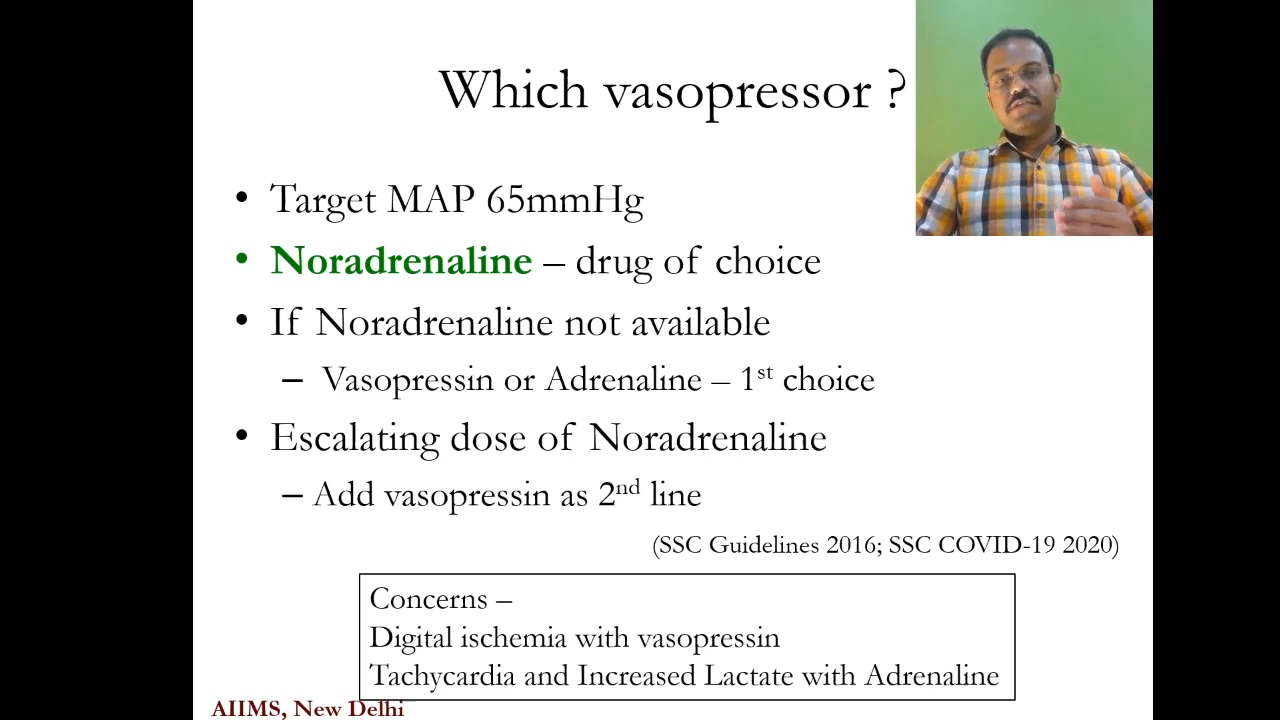 Which vasopressor ?
• Target MAP 65mmHg
• Noradrenaline – drug of choice
• If Noradrenaline not available
– Vasopressin or Adrenaline – 1st choice
• Escalating dose of Noradrenaline
– Add vasopressin as 2nd line
(SSC Guidelines 2016; SSC COVID-19 2020)
Concerns –
Digital ischemia with vasopressin
Tachycardia and Increased Lactate with Adrenaline
AIIMS, New Delhi